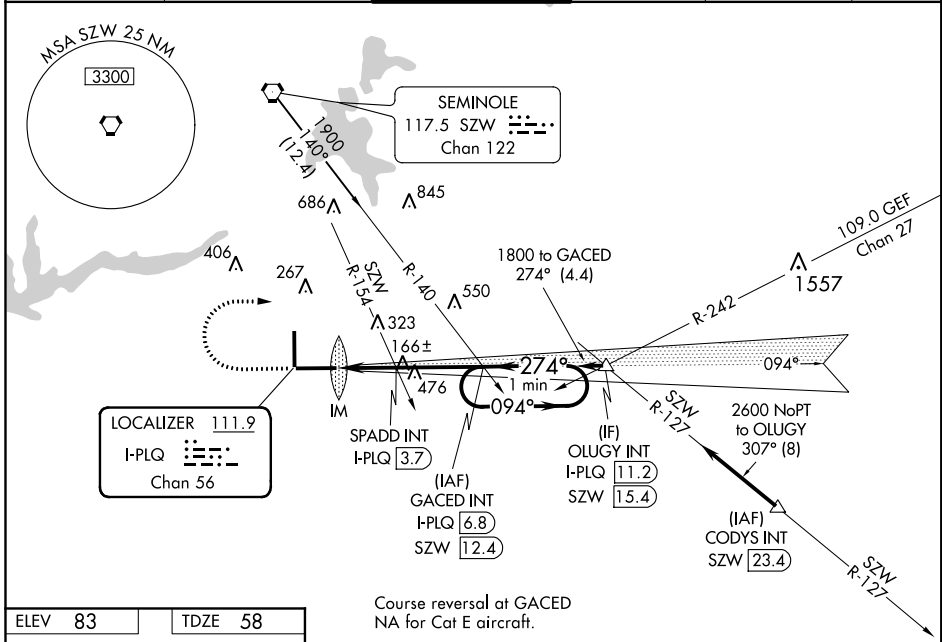 MSA SZW 25 NM
3300
SEMINOLE
117.5 SZW
Chan 122
1900
140°
(12.4)
845
686
109.0 GEF
Chan 27
406
267
SZW
R-154
R-140
1800 to GACED
274° (4.4)
1557
550
R-242
323
166±
476
274°
1 min
094°
094°
IM
LOCALIZER 111.9
I-PLQ
Chan 56
SPADD INT
I-PLQ 3.7
(IAF)
GACED INT
I-PLQ 6.8
SZW 12.4
(IF)
OLUGY INT
I-PLQ 11.2
SZW 15.4
SZW
R-127
2600 NoPT
to OLUGY
307° (8)
(IAF)
CODYS INT
SZW 23.4
SZW
R-127
Course reversal at GACED
NA for Cat E aircraft.
ELEV 83
TDZE 58